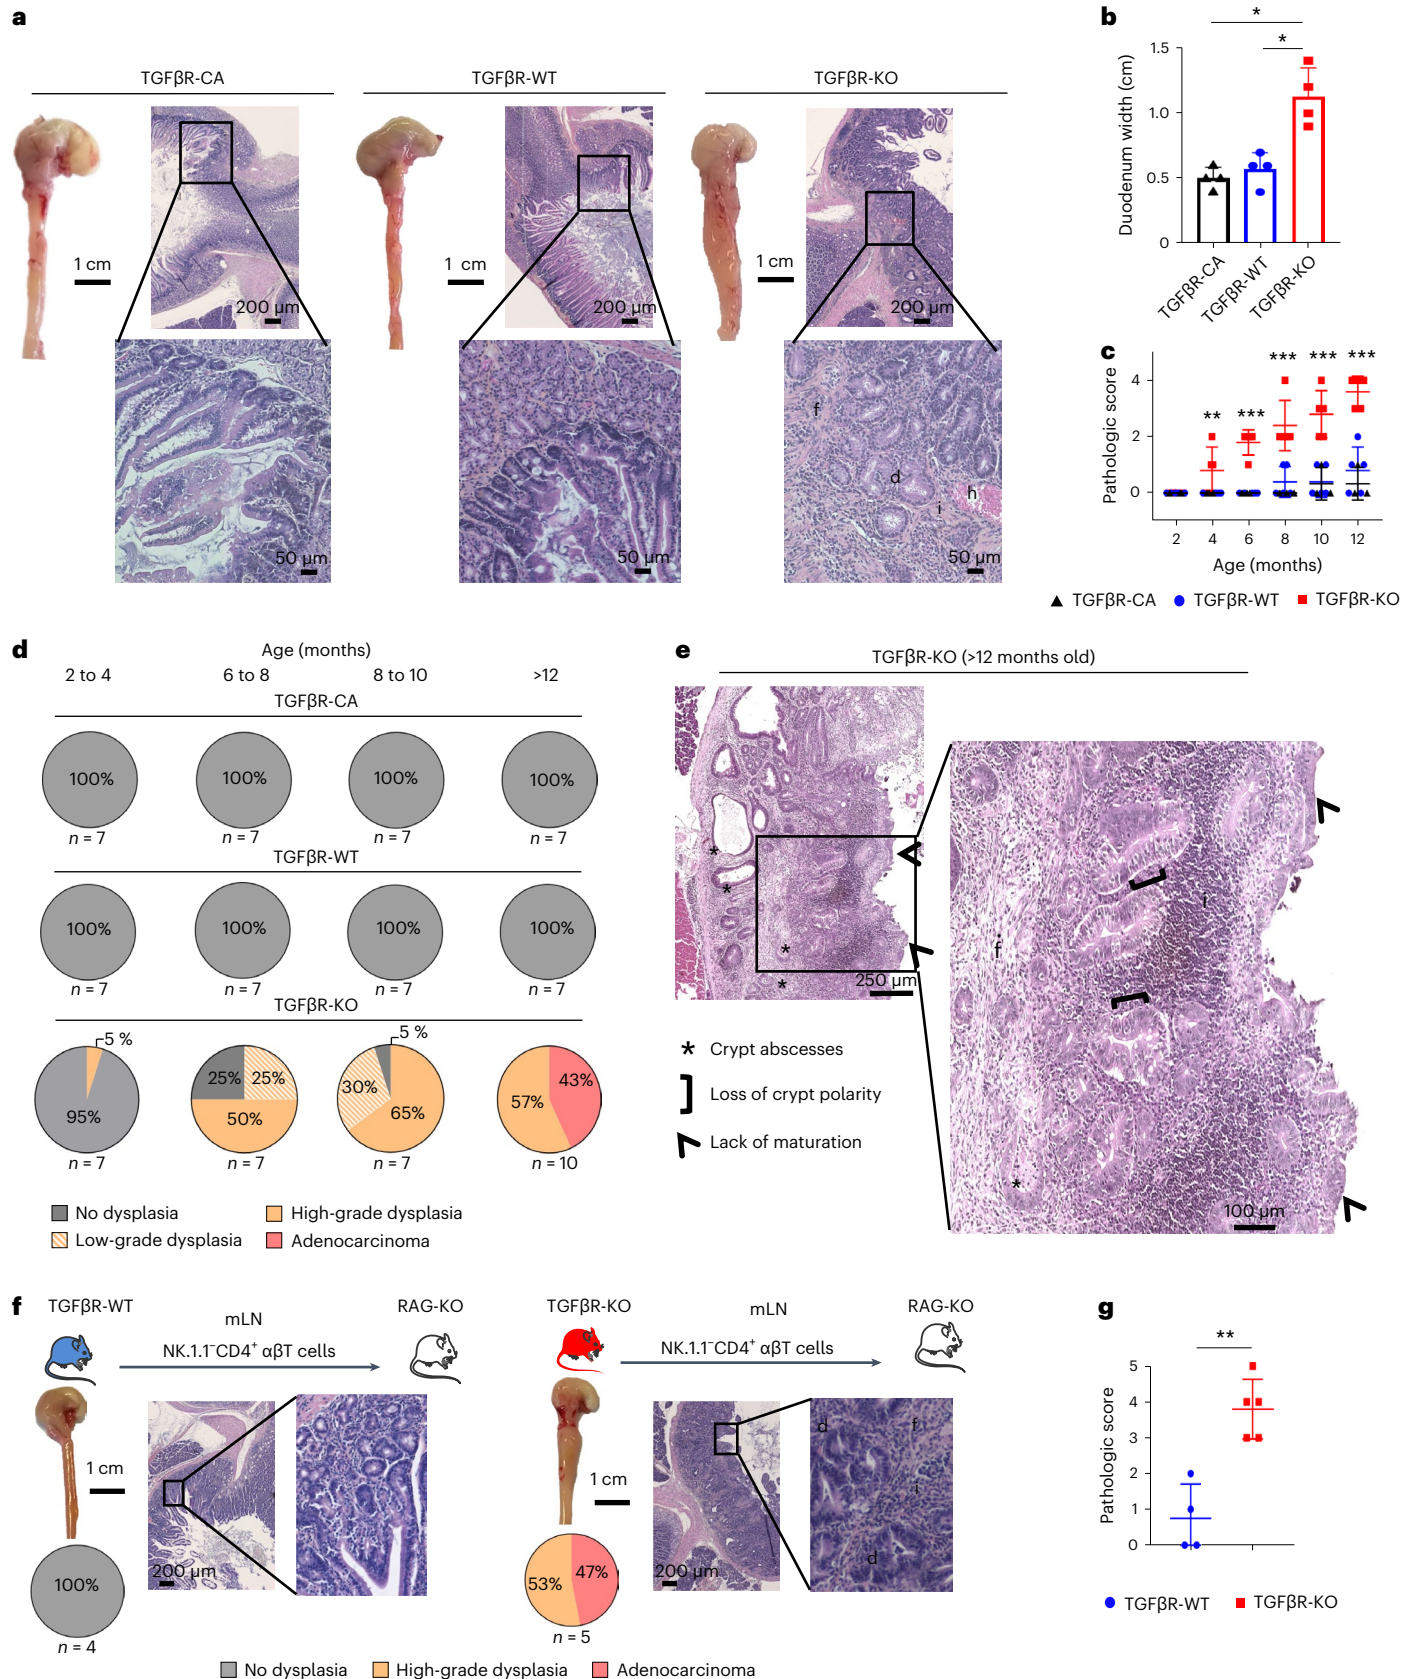 a
TGFβR-CA
TGFβR-WT
TGFβR-KO
1 cm
200 µm
1 cm
200 µm
1 cm
200 µm
50 µm
50 µm
f
d
h
i
50 µm
b
*
*
Duodenum width (cm)
1.5
1.0
0.5
0
TGFβR-CA
TGFβR-WT
TGFβR-KO
c
Pathologic score
4
2
0
**
***
***
***
***
2 4 6 8 10 12
Age (months)
TGFβR-CA TGFβR-WT TGFβR-KO
d
Age (months)
2 to 4 6 to 8 8 to 10 >12
TGFβR-CA
100% 100% 100% 100%
n = 7 n = 7 n = 7 n = 7
TGFβR-WT
100% 100% 100% 100%
n = 7 n = 7 n = 7 n = 7
TGFβR-KO
5 % 5 %
25% 25% 30% 43%
95% 50% 65% 57%
n = 7 n = 7 n = 7 n = 10
No dysplasia High-grade dysplasia
Low-grade dysplasia Adenocarcinoma
e
TGFβR-KO (>12 months old)
*
*
*
*
250 µm
i
f
*
100 µm
* Crypt abscesses
Loss of crypt polarity
Lack of maturation
f
TGFβR-WT
mLN
RAG-KO
NK.1.1⁻CD4⁺ αβT cells
1 cm
200 µm
100%
n = 4
TGFβR-KO
mLN
RAG-KO
NK.1.1⁻CD4⁺ αβT cells
1 cm
200 µm
d
f
i
d
53% 47%
n = 5
No dysplasia High-grade dysplasia Adenocarcinoma
g
**
Pathologic score
5
4
3
2
1
0
TGFβR-WT TGFβR-KO